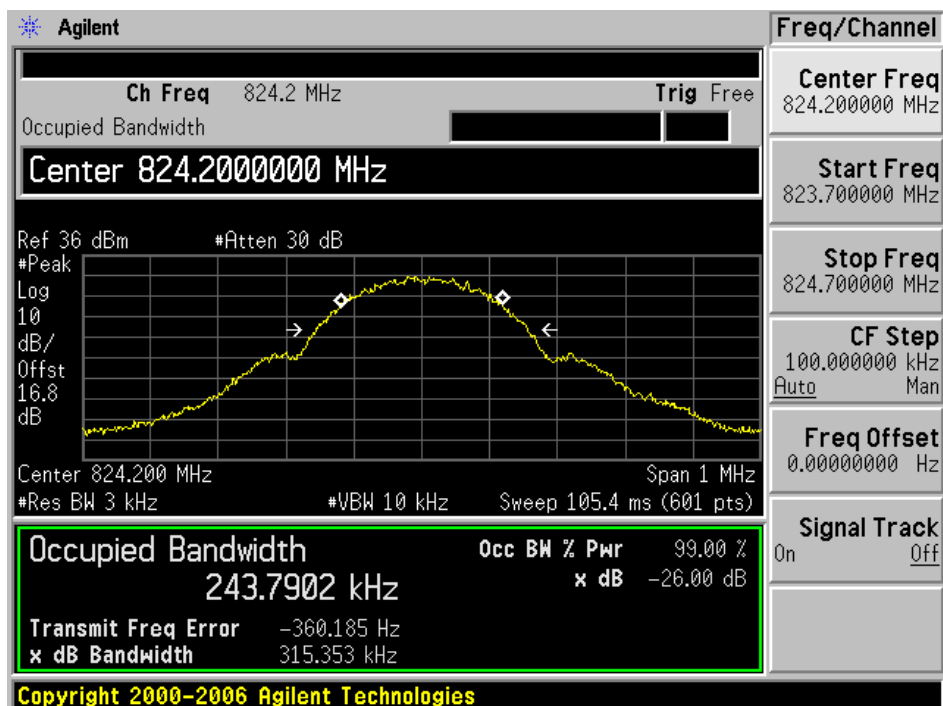 Agilent
Freq/Channel
Ch Freq 824.2 MHz Trig Free
Occupied Bandwidth
Center 824.2000000 MHz
Ref 36 dBm #Atten 30 dB
#Peak
Log
10
dB/
Offst
16.8
dB
Center 824.200 MHz Span 1 MHz
#Res BW 3 kHz #VBW 10 kHz Sweep 105.4 ms (601 pts)
Occupied Bandwidth Occ BW % Pwr 99.00 %
243.7902 kHz x dB -26.00 dB
Transmit Freq Error -360.185 Hz
x dB Bandwidth 315.353 kHz
Copyright 2000-2006 Agilent Technologies
Center Freq
824.200000 MHz
Start Freq
823.700000 MHz
Stop Freq
824.700000 MHz
CF Step
100.000000 kHz
Auto Man
Freq Offset
0.00000000 Hz
Signal Track
On Off